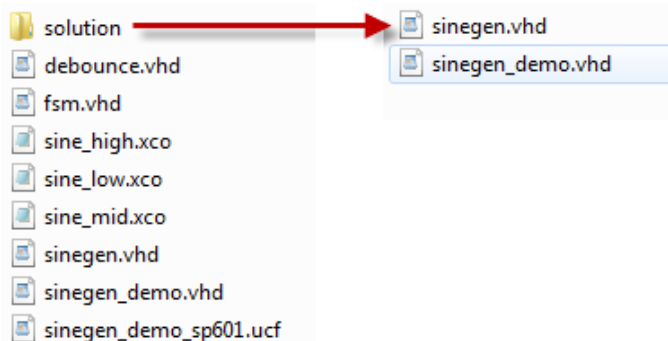 solution
debounce.vhd
fsm.vhd
sine_high.xco
sine_low.xco
sine_mid.xco
sinegen.vhd
sinegen_demo.vhd
sinegen_demo_sp601.ucf
sinegen.vhd
sinegen_demo.vhd